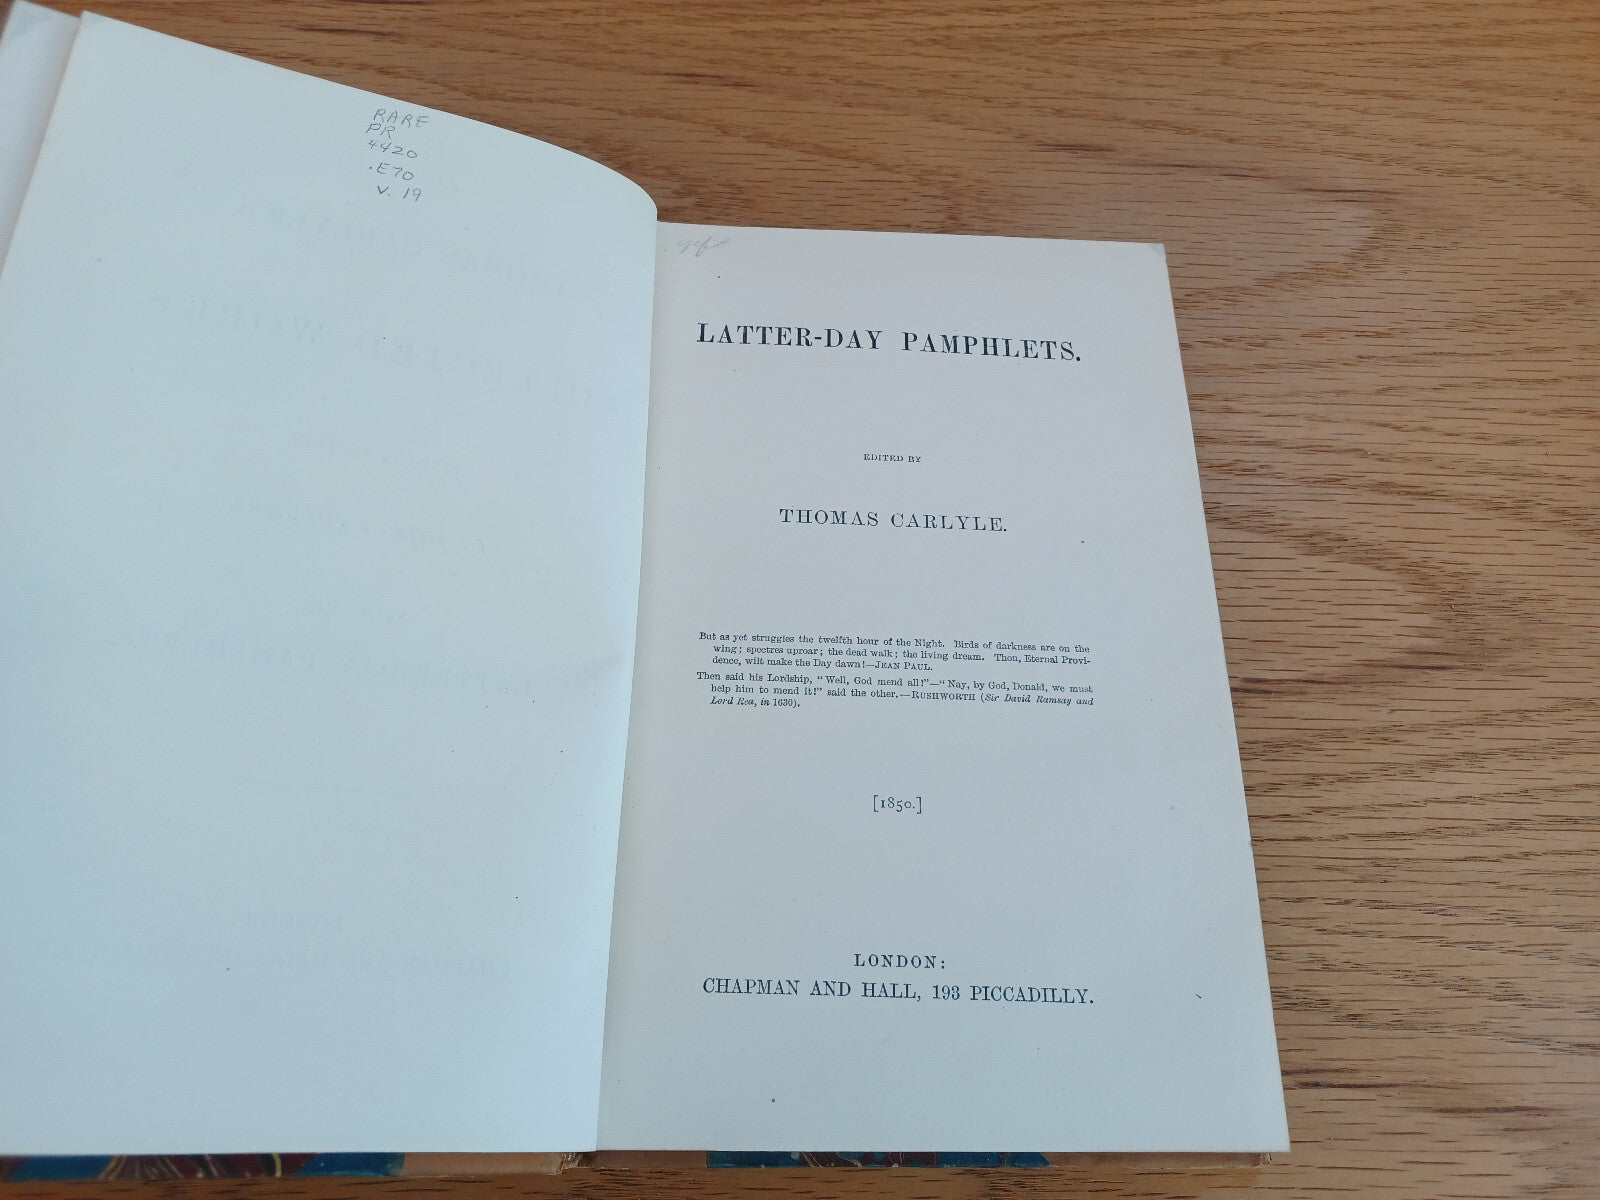 RARE
PR
4420
.E70
V. 19
gift
LATTER-DAY PAMPHLETS.
EDITED BY
THOMAS CARLYLE.
But as yet struggles the twelfth hour of the Night. Birds of darkness are on the
wing; spectres uproar; the dead walk; the living dream. Thou, Eternal Provi-
dence, wilt make the Day dawn!—JEAN PAUL.
Then said his Lordship, “Well, God mend all!”—“Nay, by God, Donald, we must
help him to mend it!” said the other.—RUSHWORTH (Sir David Ramsay and
Lord Rea, in 1630).
[1850.]
LONDON:
CHAPMAN AND HALL, 193 PICCADILLY.